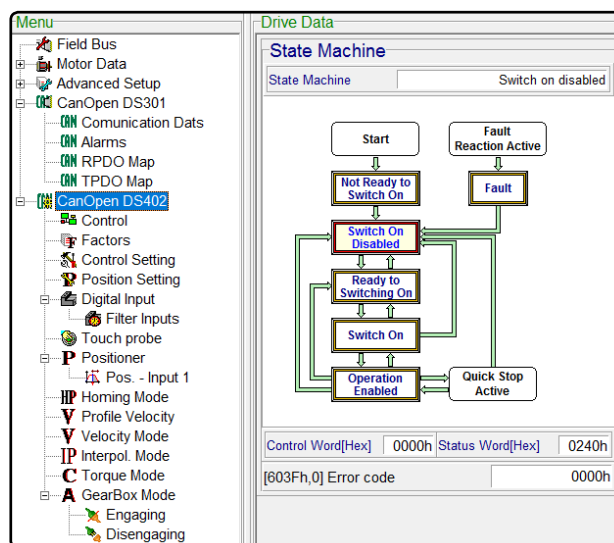 Menu
Field Bus
Motor Data
Advanced Setup
CanOpen DS301
Comunication Dats
Alarms
RPDO Map
TPDO Map
CanOpen DS402
Control
Factors
Control Setting
Position Setting
Digital Input
Filter Inputs
Touch probe
P Positioner
Pos. - Input 1
HP Homing Mode
V Profile Velocity
V Velocity Mode
IP Interpol. Mode
C Torque Mode
A GearBox Mode
Engaging
Disengaging
Drive Data
State Machine
State Machine Switch on disabled
Start
Fault
Reaction Active
Not Ready to
Switch On
Fault
Switch On
Disabled
Ready to
Switching On
Switch On
Operation
Enabled
Quick Stop
Active
Control Word[Hex] 0000h Status Word[Hex] 0240h
[603Fh,0] Error code 0000h